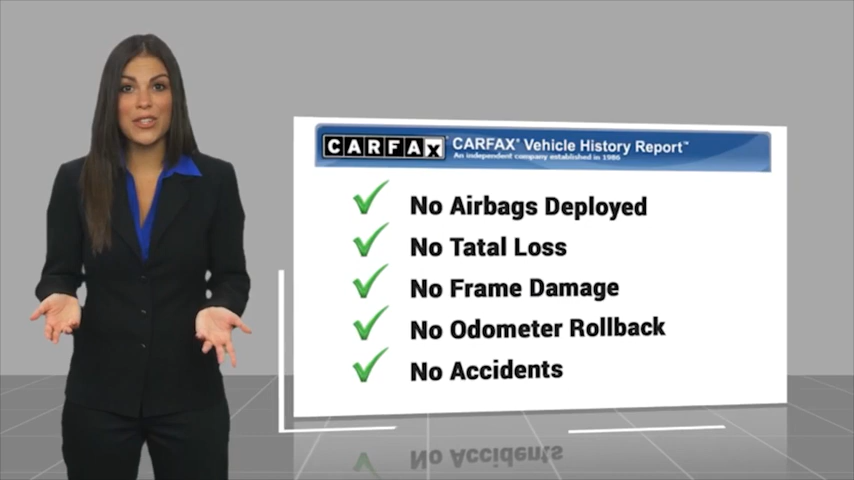 CARFAX CARFAX® Vehicle History Report™
An independent company established in 1986
No Airbags Deployed
No Tatal Loss
No Frame Damage
No Odometer Rollback
No Accidents
No Accidents